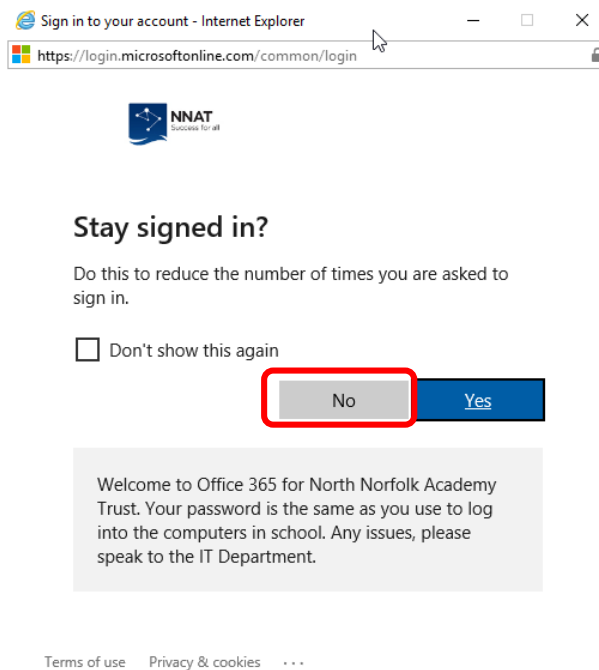 Sign in to your account - Internet Explorer
https://login.microsoftonline.com/common/login
NNAT
Success for all
Stay signed in?
Do this to reduce the number of times you are asked to
sign in.
Don't show this again
No
Yes
Welcome to Office 365 for North Norfolk Academy
Trust. Your password is the same as you use to log
into the computers in school. Any issues, please
speak to the IT Department.
Terms of use Privacy & cookies ...